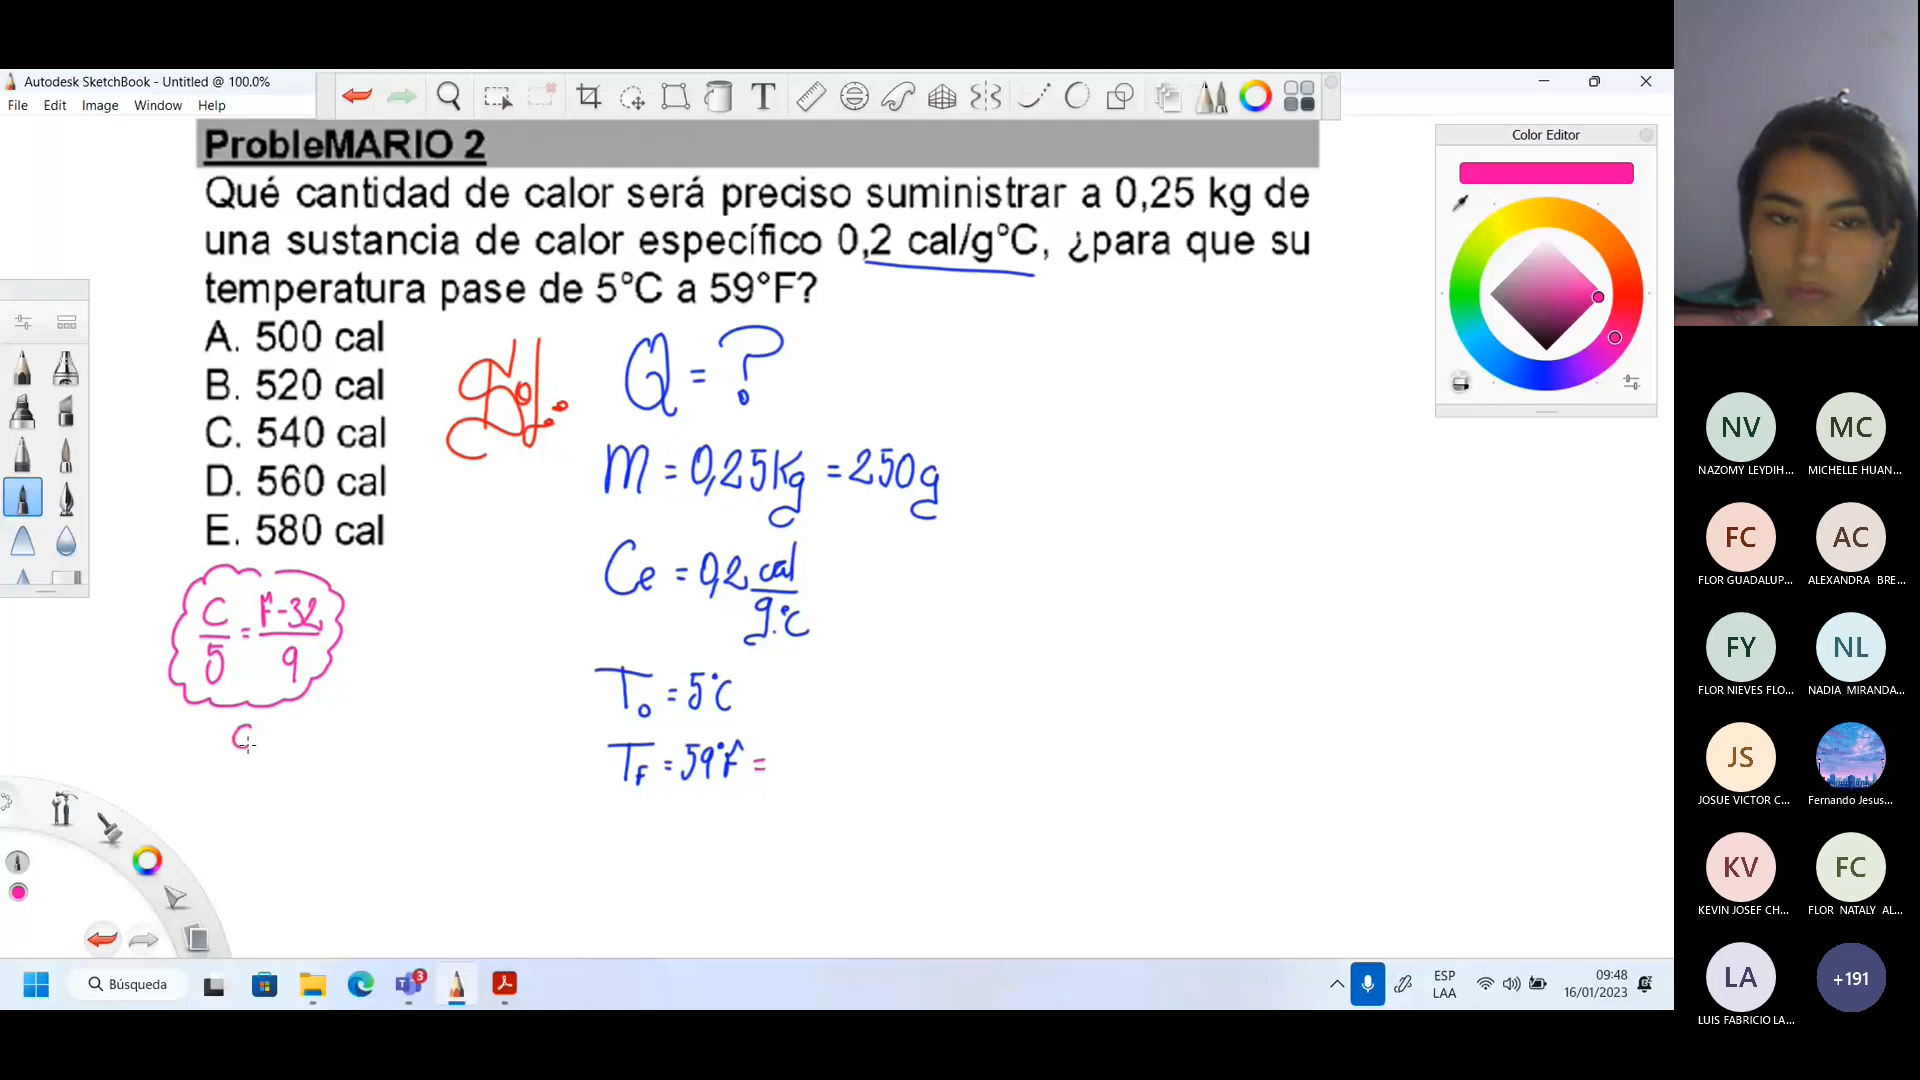 Autodesk SketchBook - Untitled @ 100.0%
File Edit Image Window Help
T
Color Editor
ProbleMARIO 2
Qué cantidad de calor será preciso suministrar a 0,25 kg de
una sustancia de calor específico 0,2 cal/g°C, ¿para que su
temperatura pase de 5°C a 59°F?
A. 500 cal
B. 520 cal
C. 540 cal
D. 560 cal
E. 580 cal
Sol.
Q = ?
m = 0,25Kg = 250g
Ce = 0,2 cal/g.°C
T0 = 5°C
TF = 59°F =
C/5 = F-32/9
C
NV
NAZOMY LEYDIH...
MC
MICHELLE HUAN...
FC
FLOR GUADALUP...
AC
ALEXANDRA BRE...
FY
FLOR NIEVES FLO...
NL
NADIA MIRANDA...
JS
JOSUE VICTOR C...
Fernando Jesus...
KV
KEVIN JOSEF CH...
FC
FLOR NATALY AL...
LA
LUIS FABRICIO LA...
+191
Búsqueda
3
ESP
LAA
09:48
16/01/2023